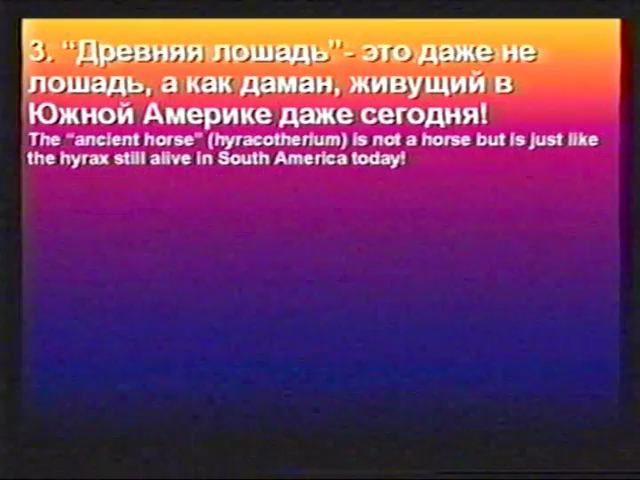 3. “Древняя лошадь”- это даже не
лошадь, а как даман, живущий в
Южной Америке даже сегодня!
The “ancient horse” (hyracotherium) is not a horse but is just like
the hyrax still alive in South America today!